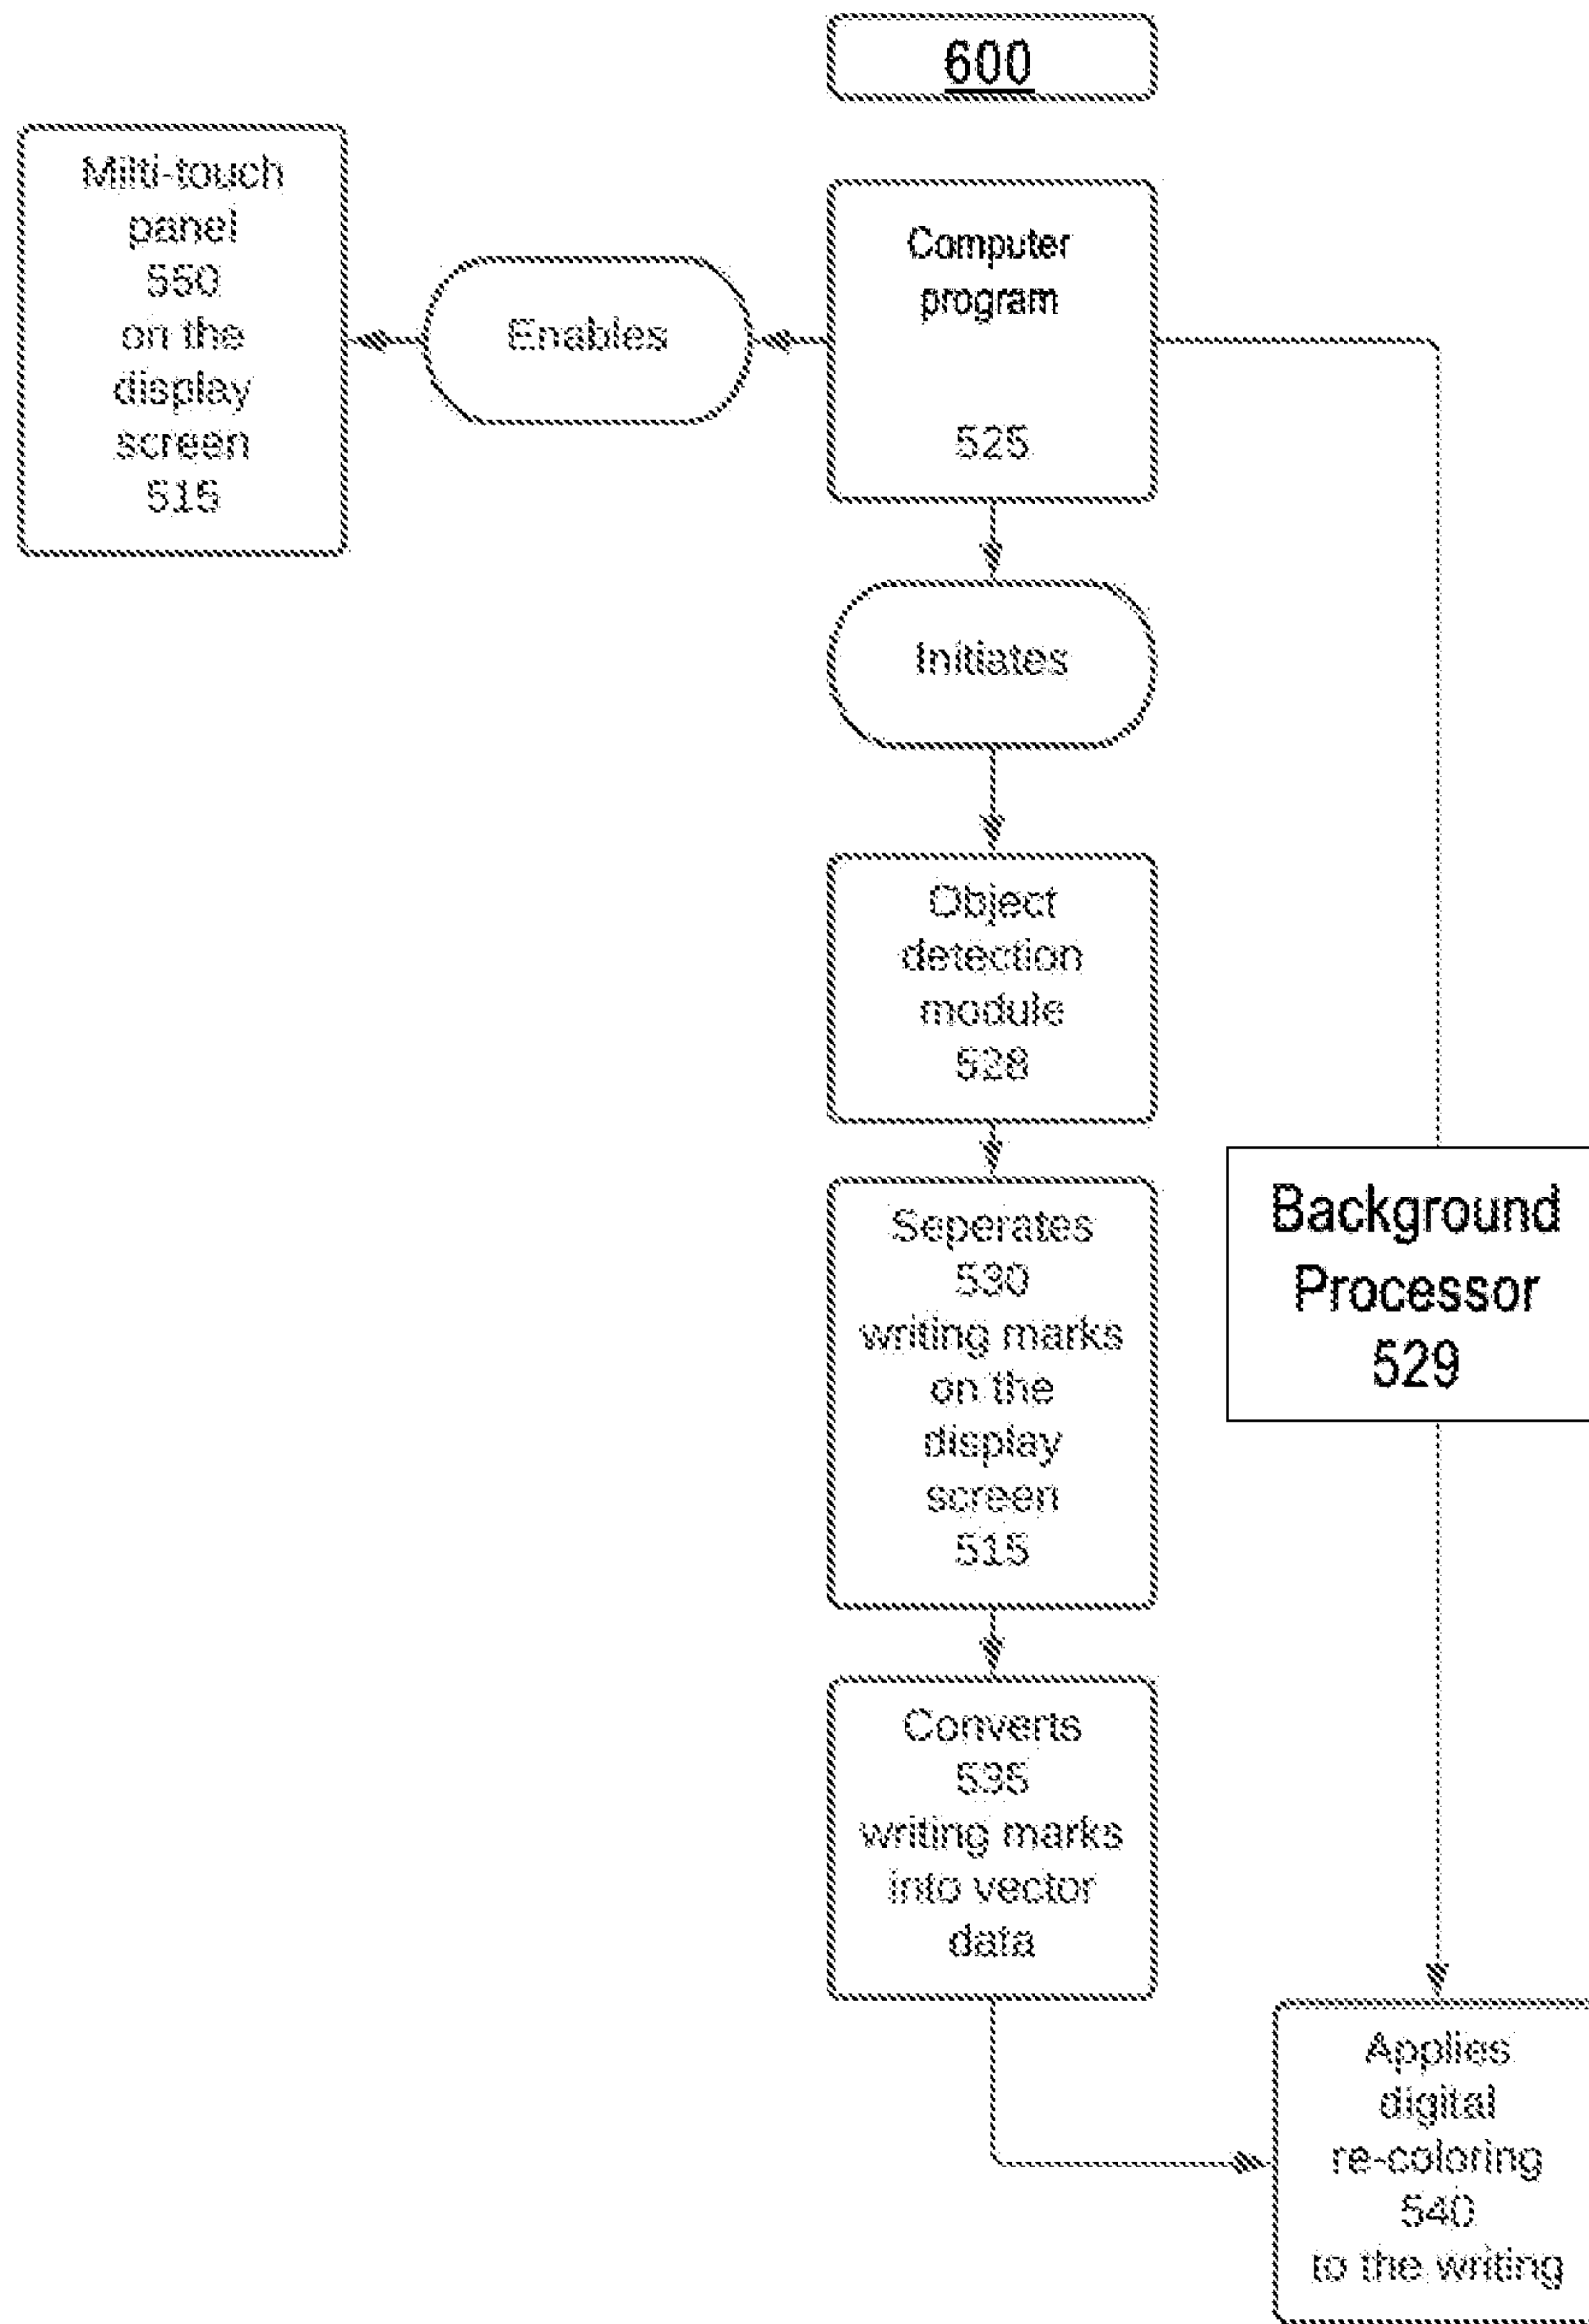 600
Milti-touch
panel
550
on the
display
screen
515
Enables
Computer
program
525
Initiates
Object
detection
module
528
Seperates
530
writing marks
on the
display
screen
515
Background
Processor
529
Converts
535
writing marks
into vector
data
Applies
digital
re-coloring
540
to the writing